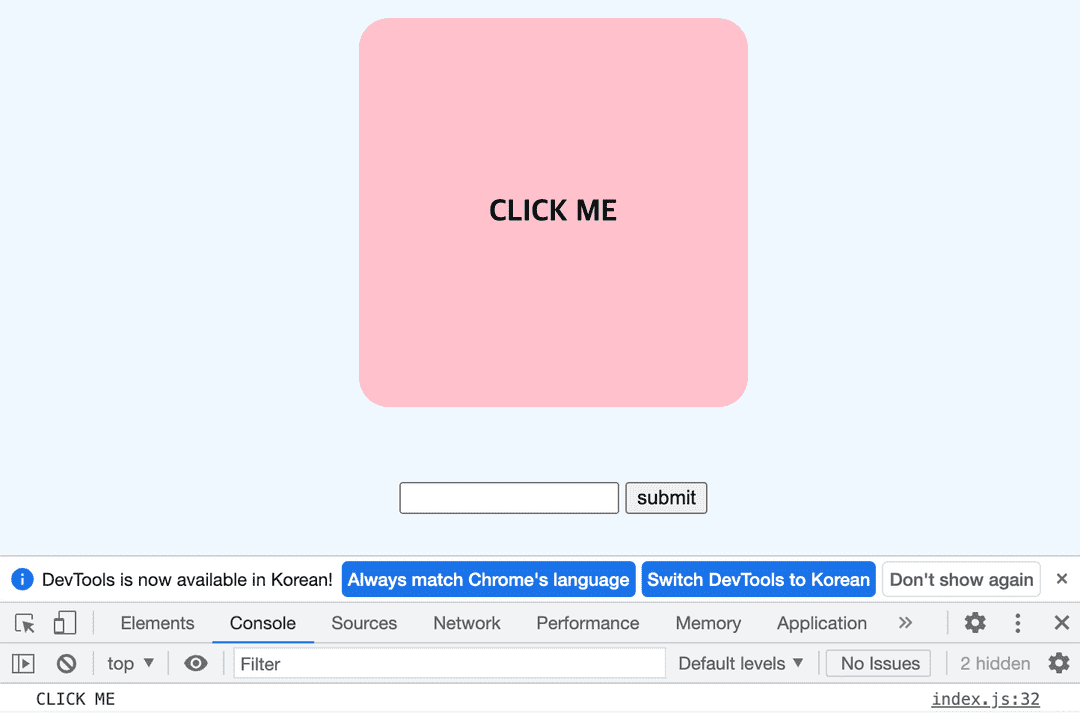 CLICK ME
submit
DevTools is now available in Korean! Always match Chrome's language Switch DevTools to Korean Don't show again
Elements Console Sources Network Performance Memory Application
top Filter Default levels No Issues 2 hidden
CLICK ME index.js:32